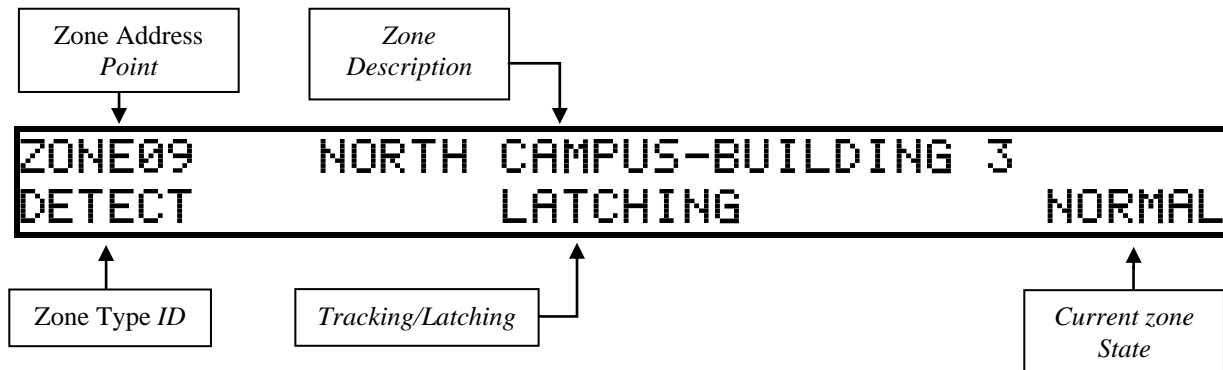 Zone Address
Point
Zone
Description
ZONE09 NORTH CAMPUS-BUILDING 3
DETECT LATCHING NORMAL
Zone Type ID
Tracking/Latching
Current zone
State